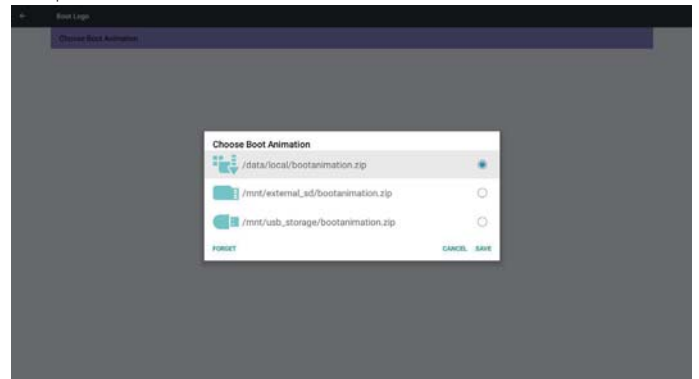 Boot Logo
Choose Boot Animation
Choose Boot Animation
/data/local/bootanimation.zip
/mnt/external_sd/bootanimation.zip
/mnt/usb_storage/bootanimation.zip
FORGET
CANCEL SAVE